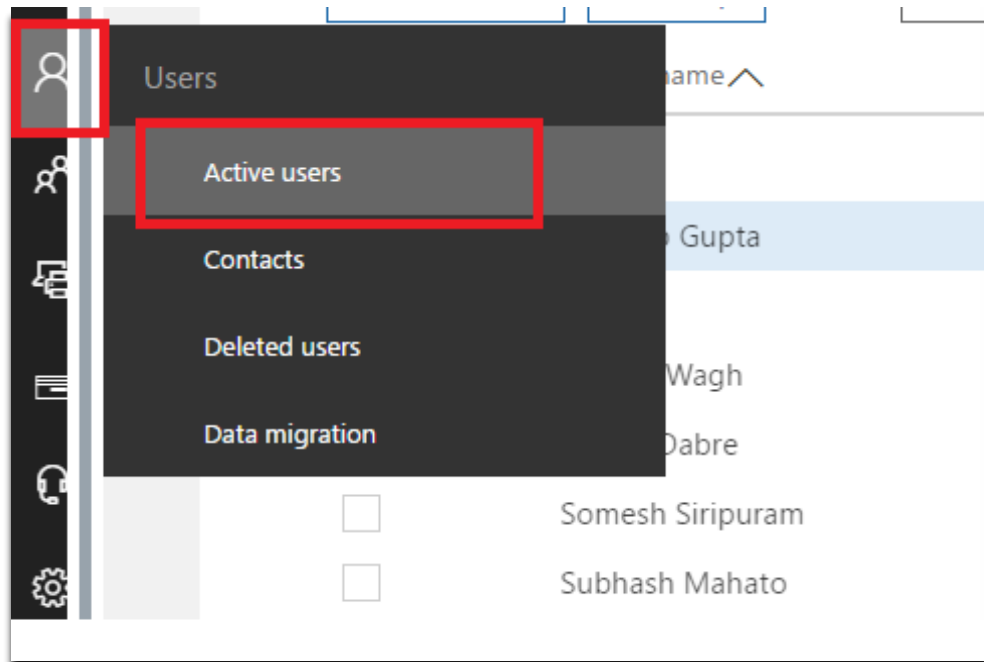 Users
name
Active users
Gupta
Contacts
Deleted users
Wagh
Data migration
Dabre
Somesh Siripuram
Subhash Mahato